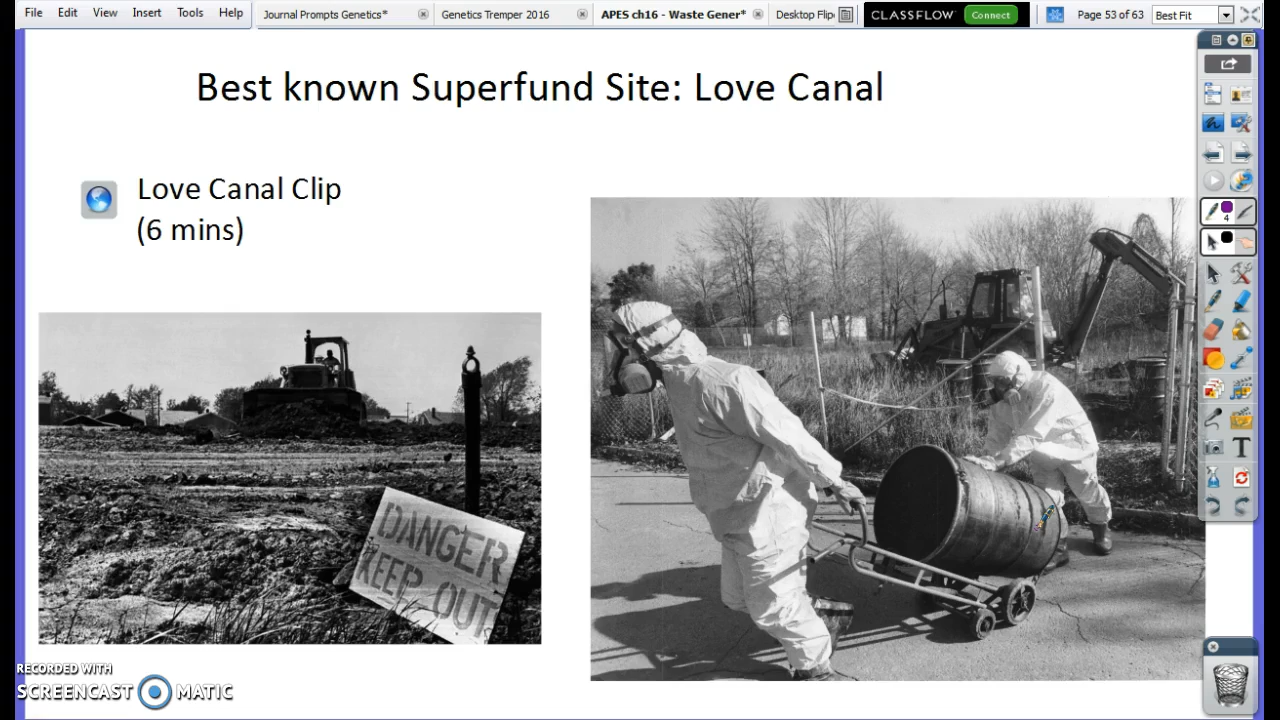 File Edit View Insert Tools Help
Journal Prompts Genetics*
Genetics Tremper 2016
APES ch16 - Waste Gener*
Desktop Flip
CLASSFLOW
Connect
Page 53 of 63
Best Fit
Best known Superfund Site: Love Canal
Love Canal Clip
(6 mins)
DANGER
KEEP OUT
4
T
RECORDED WITH
SCREENCAST MATIC